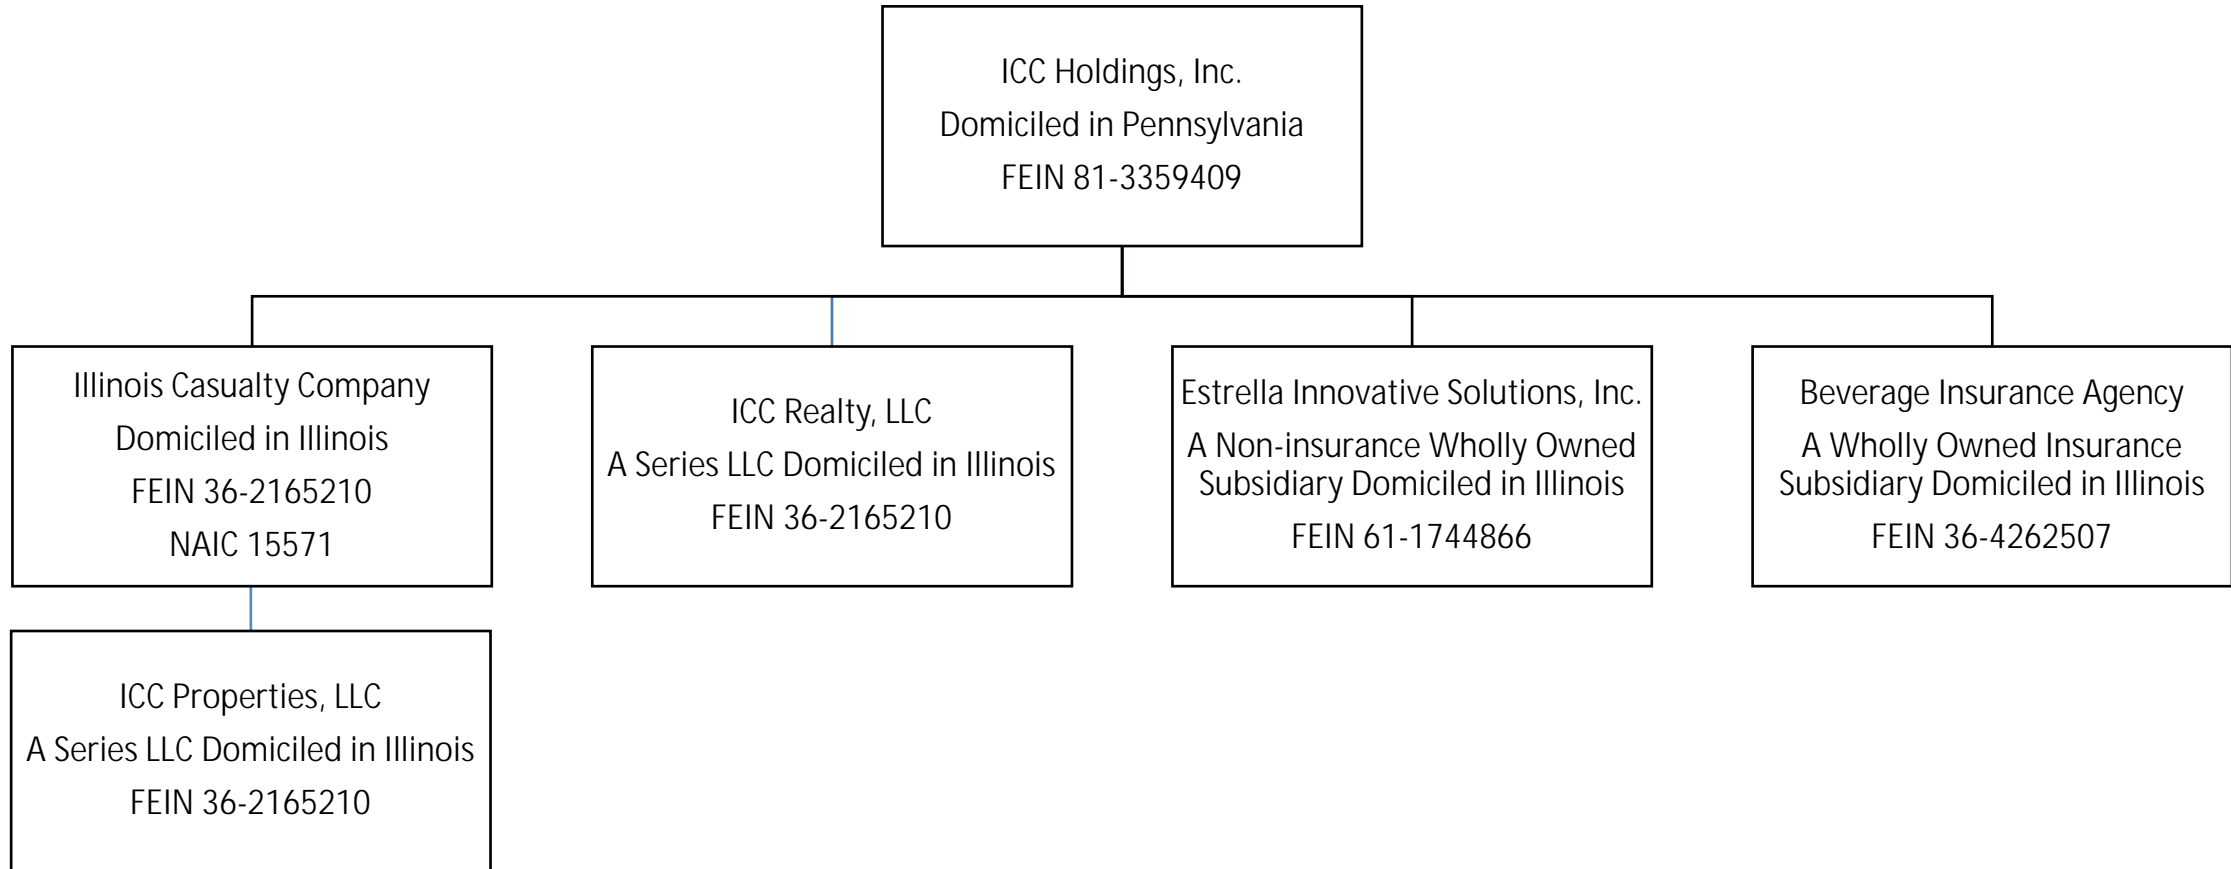 ICC Holdings, Inc.
Domiciled in Pennsylvania
FEIN 81-3359409
Illinois Casualty Company
Domiciled in Illinois
FEIN 36-2165210
NAIC 15571
ICC Realty, LLC
A Series LLC Domiciled in Illinois
FEIN 36-2165210
Estrella Innovative Solutions, Inc.
A Non-insurance Wholly Owned
Subsidiary Domiciled in Illinois
FEIN 61-1744866
Beverage Insurance Agency
A Wholly Owned Insurance
Subsidiary Domiciled in Illinois
FEIN 36-4262507
ICC Properties, LLC
A Series LLC Domiciled in Illinois
FEIN 36-2165210